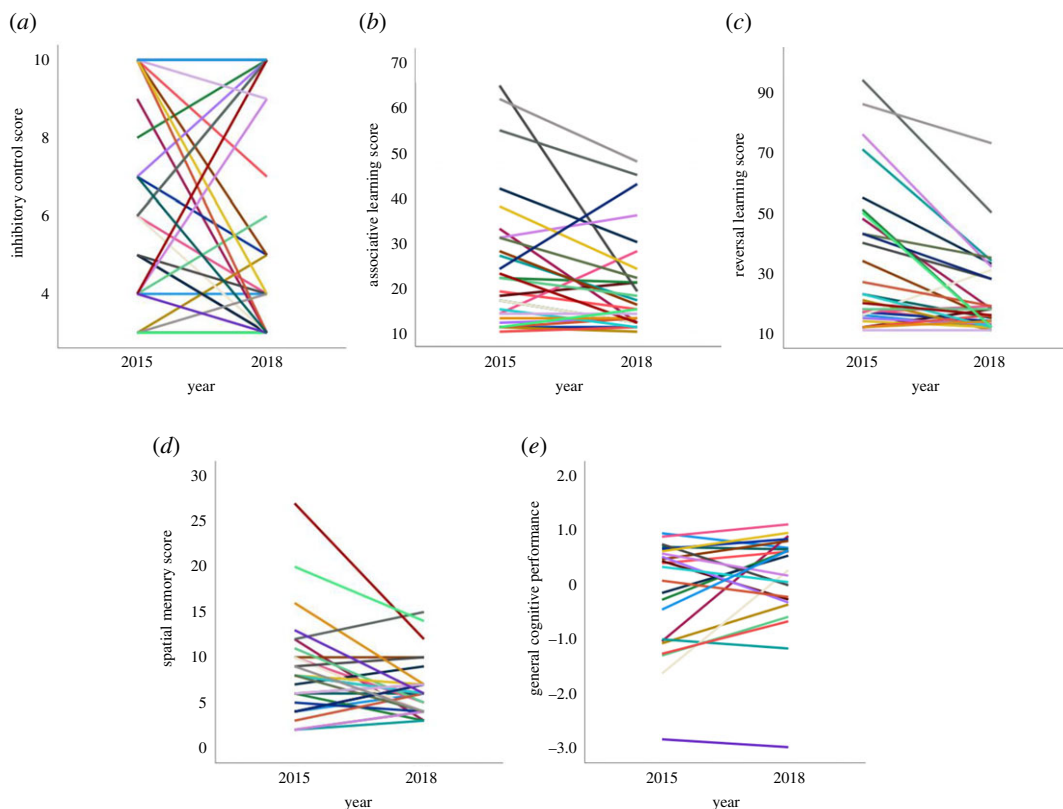 (a)
10
8
6
4
inhibitory control score
2015 2018
year
(b)
70
60
50
40
30
20
10
associative learning score
2015 2018
year
(c)
90
70
50
30
10
reversal learning score
2015 2018
year
(d)
30
25
20
15
10
5
0
spatial memory score
2015 2018
year
(e)
2.0
1.0
0
–1.0
–2.0
–3.0
general cognitive performance
2015 2018
year